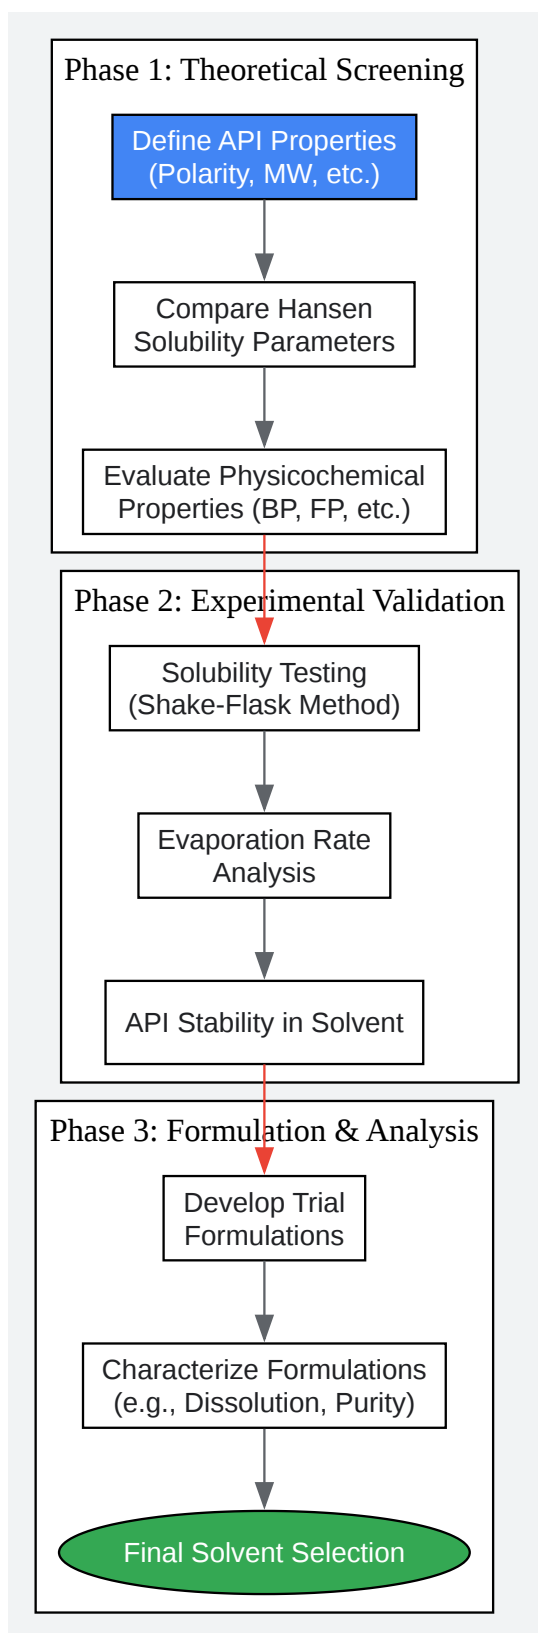 Phase 1: Theoretical Screening
Define API Properties
(Polarity, MW, etc.)
Compare Hansen
Solubility Parameters
Evaluate Physicochemical
Properties (BP, FP, etc.)
Phase 2: Experimental Validation
Solubility Testing
(Shake-Flask Method)
Evaporation Rate
Analysis
API Stability in Solvent
Phase 3: Formulation & Analysis
Develop Trial
Formulations
Characterize Formulations
(e.g., Dissolution, Purity)
Final Solvent Selection